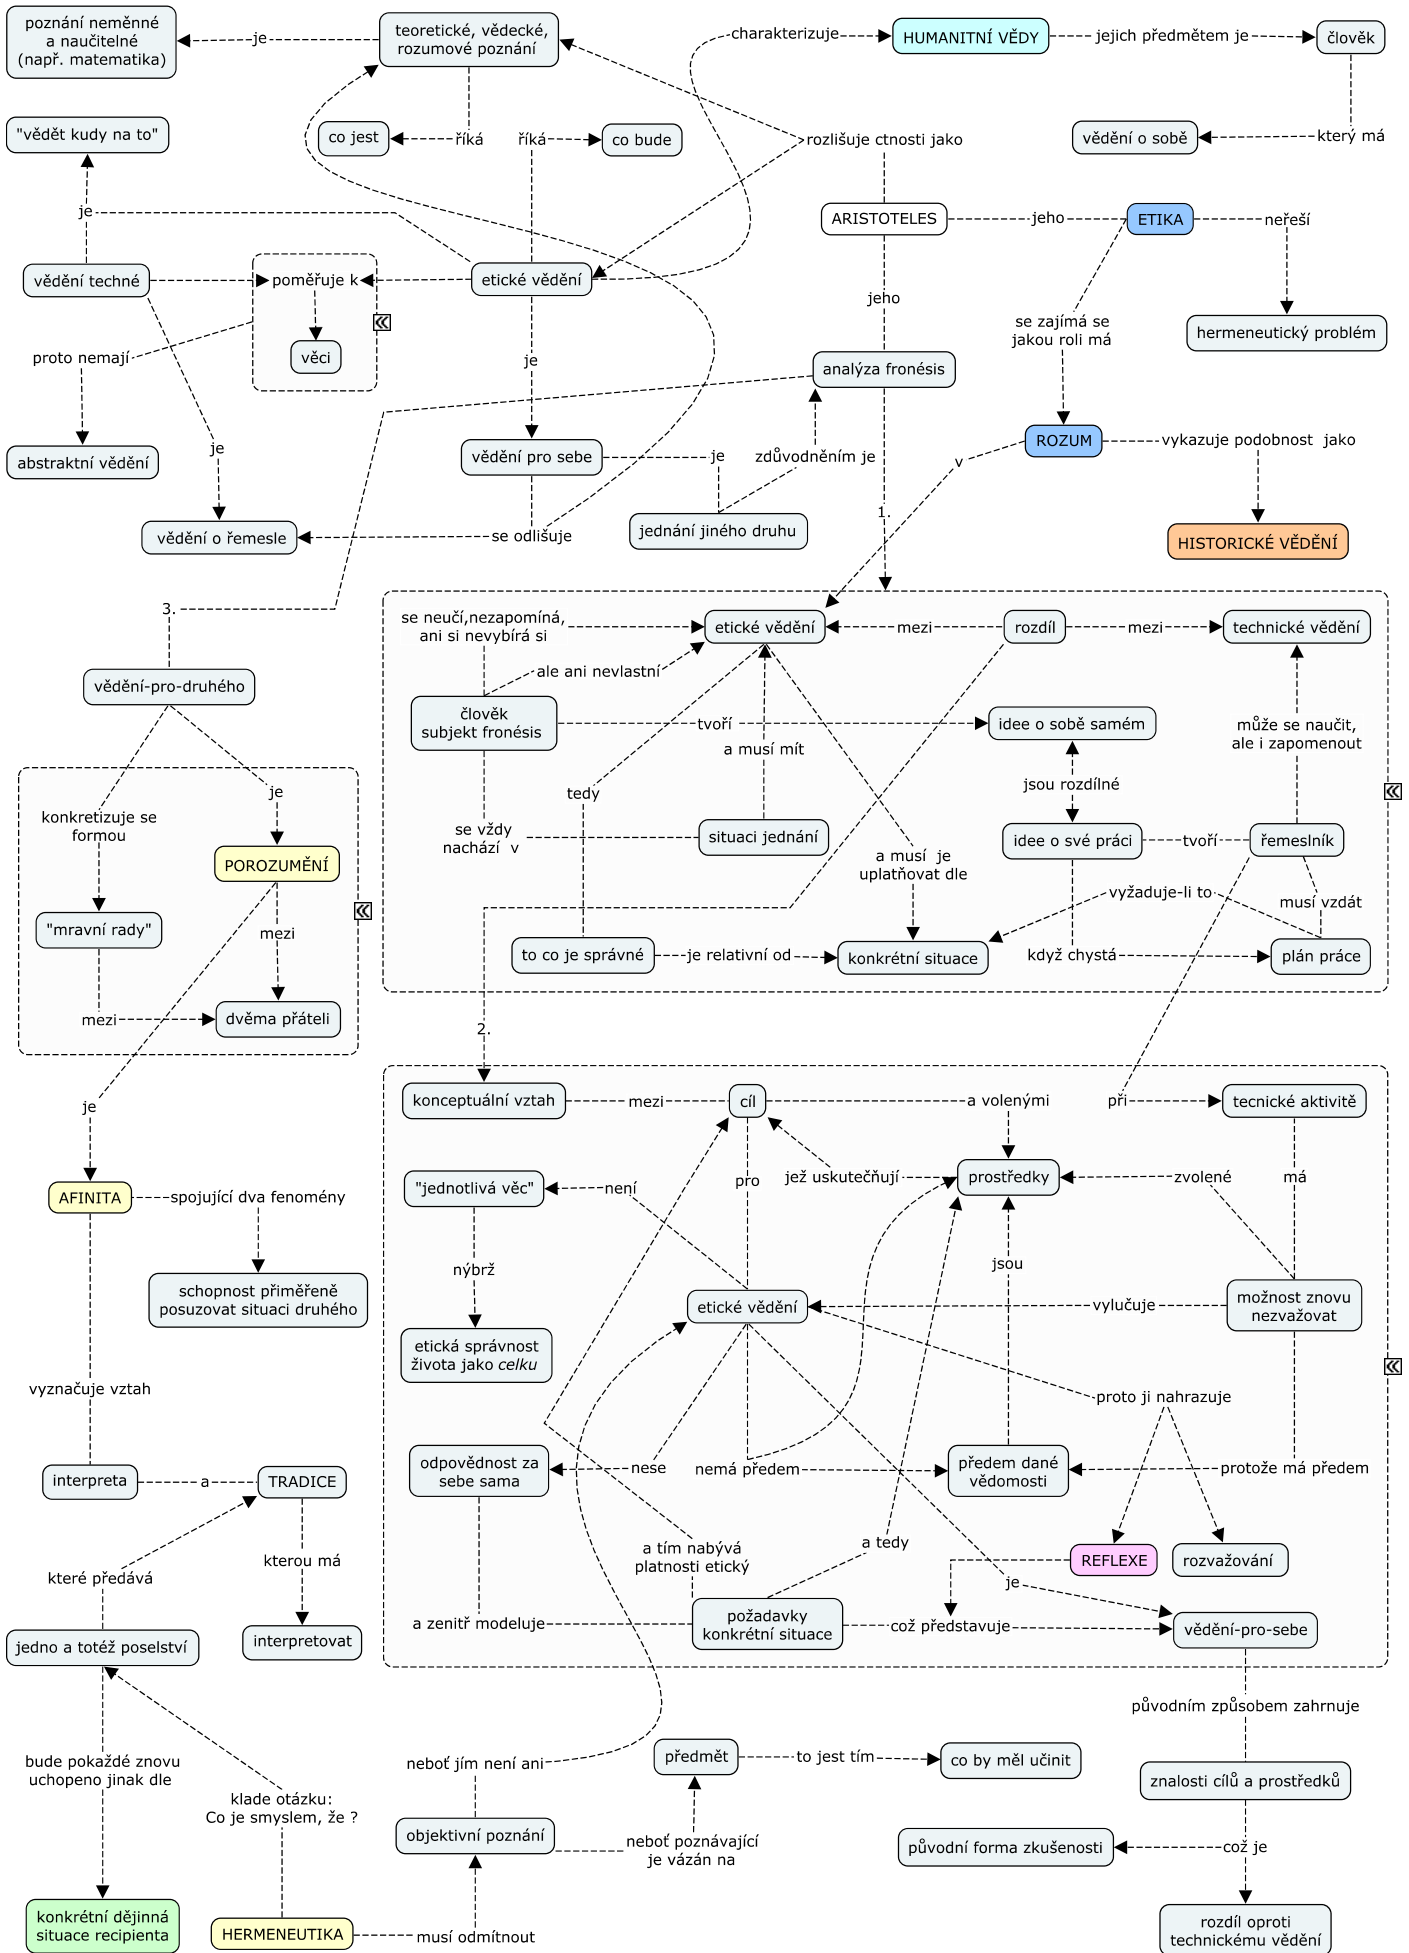 poznání neměnné
a naučitelné
(např. matematika)
je
teoretické, vědecké,
rozumové poznání
charakterizuje
HUMANITNÍ VĚDY
jejich předmětem je
člověk
"vědět kudy na to"
co jest
říká
říká
co bude
rozlišuje ctnosti jako
vědění o sobě
který má
je
ARISTOTELES
jeho
ETIKA
neřeší
vědění techné
poměřuje k
etické vědění
jeho
věci
se zajímá se
jakou roli má
hermeneutický problém
proto nemají
je
analýza fronésis
abstraktní vědění
je
vědění pro sebe
je
zdůvodněním je
v
ROZUM
vykazuje podobnost  jako
vědění o řemesle
se odlišuje
jednání jiného druhu
1.
HISTORICKÉ VĚDĚNÍ
3.
se neučí,nezapomíná,
ani si nevybírá si
etické vědění
mezi
rozdíl
mezi
technické vědění
ale ani nevlastní
vědění-pro-druhého
člověk
subjekt fronésis
tvoří
idee o sobě samém
může se naučit,
ale i zapomenout
a musí mít
je
tedy
jsou rozdílné
konkretizuje se
formou
se vždy
nachází  v
situaci jednání
idee o své práci
tvoří
řemeslník
POROZUMĚNÍ
a musí  je
uplatňovat dle
vyžaduje-li to
musí vzdát
"mravní rady"
mezi
to co je správné
je relativní od
konkrétní situace
když chystá
plán práce
mezi
dvěma přáteli
2.
je
konceptuální vztah
mezi
cíl
a volenými
při
tecnické aktivitě
AFINITA
spojující dva fenomény
"jednotlivá věc"
není
pro
jež uskutečňují
prostředky
zvolené
má
nýbrž
jsou
schopnost přiměřeně
posuzovat situaci druhého
etické vědění
vylučuje
možnost znovu
nezvažovat
etická správnost
života jako celku
vyznačuje vztah
proto ji nahrazuje
interpreta
a
TRADICE
odpovědnost za
sebe sama
nese
nemá předem
předem dané
vědomosti
protože má předem
kterou má
a tím nabývá
platnosti etický
a tedy
REFLEXE
rozvažování
které předává
je
jedno a totéž poselství
interpretovat
a zenitř modeluje
požadavky
konkrétní situace
což představuje
vědění-pro-sebe
původním způsobem zahrnuje
bude pokaždé znovu
uchopeno jinak dle
neboť jím není ani
předmět
to jest tím
co by měl učinit
znalosti cílů a prostředků
klade otázku:
Co je smyslem, že ?
objektivní poznání
neboť poznávající
je vázán na
původní forma zkušenosti
což je
konkrétní dějinná
situace recipienta
HERMENEUTIKA
musí odmítnout
rozdíl oproti
technickému vědění